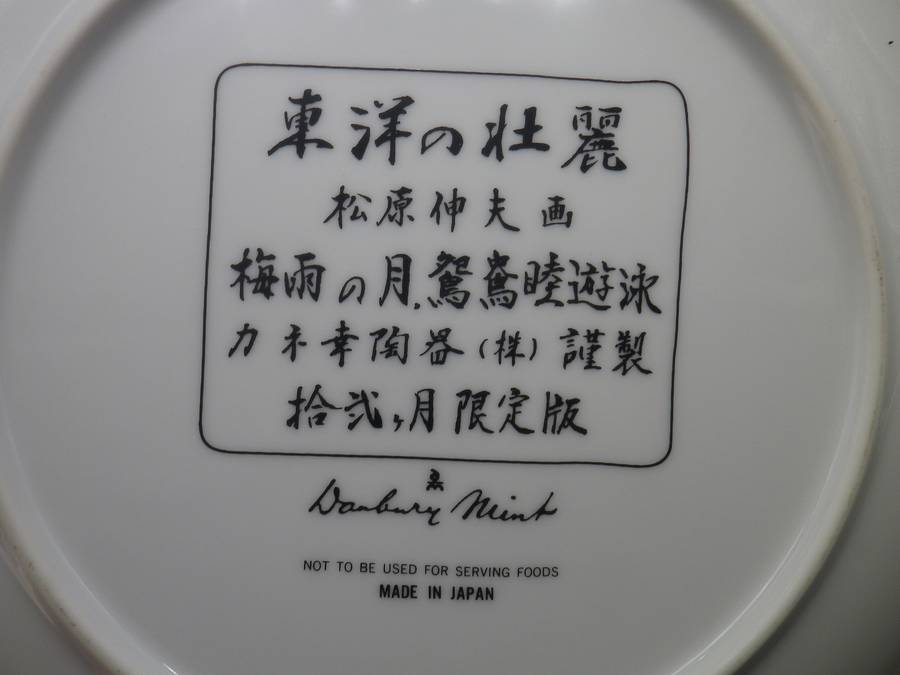 東洋の壮麗
松原伸夫 画
梅雨の月、鴛鴦睦遊泳
カネ幸陶器(株)謹製
拾弐ヶ月限定版
Danbury Mint
NOT TO BE USED FOR SERVING FOODS
MADE IN JAPAN